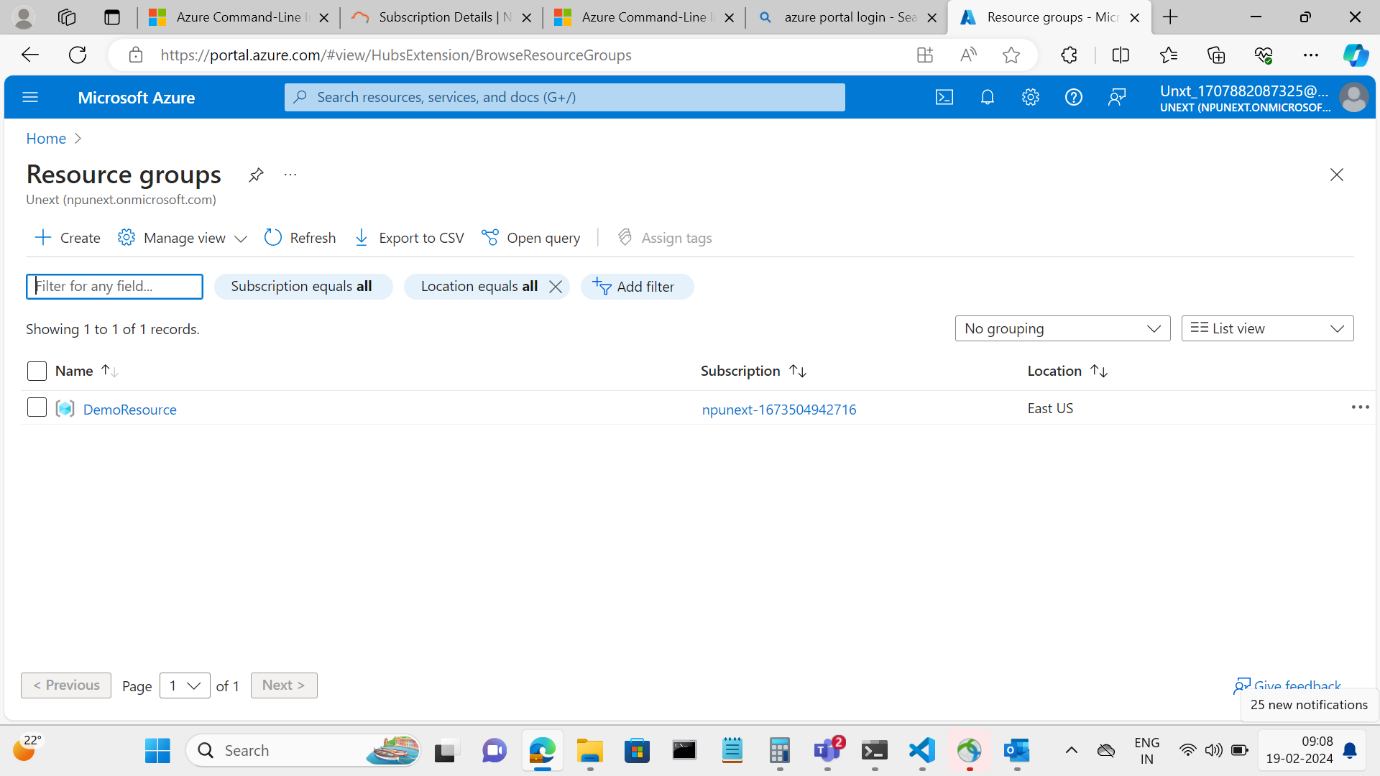 Azure Command-Line I
Subscription Details | N
Azure Command-Line I
azure portal login - Sea
Resource groups - Micr
https://portal.azure.com/#view/HubsExtension/BrowseResourceGroups
Microsoft Azure
Search resources, services, and docs (G+/)
Unxt_1707882087325@...
UNEXT (NPUNEXT.ONMICROSOF...
Home
Resource groups
...
Unext (npunext.onmicrosoft.com)
Create
Manage view
Refresh
Export to CSV
Open query
Assign tags
Filter for any field...
Subscription equals all
Location equals all
Add filter
Showing 1 to 1 of 1 records.
No grouping
List view
Name
Subscription
Location
DemoResource
npunext-1673504942716
East US
< Previous
Page 1 of 1
Next >
Give feedback
25 new notifications
22°
Search
2
ENG
IN
09:08
19-02-2024